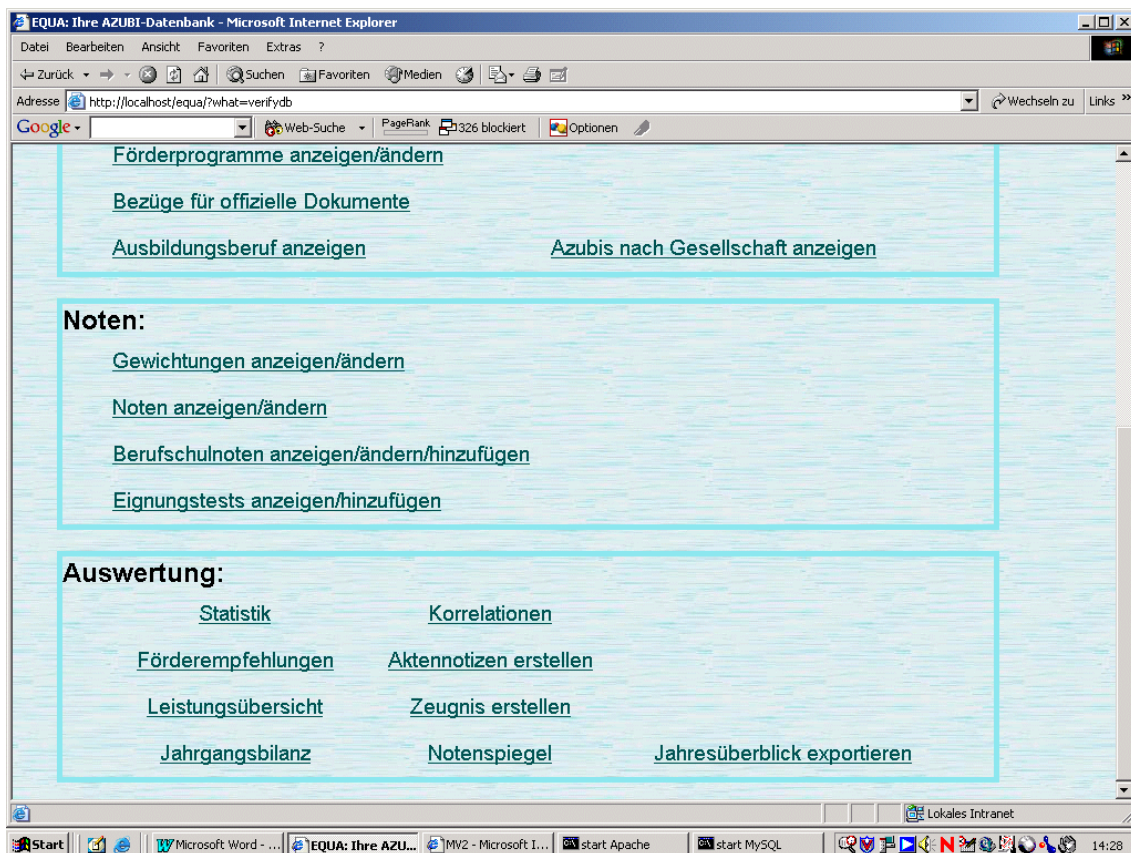 EQUA: Ihre AZUBI-Datenbank - Microsoft Internet Explorer
Datei Bearbeiten Ansicht Favoriten Extras ?
Zurück Suchen Favoriten Medien
Adresse http://localhost/equa/?what=verifydb Wechseln zu Links »
Google Web-Suche PageRank 326 blockiert Optionen
Förderprogramme anzeigen/ändern
Bezüge für offizielle Dokumente
Ausbildungsberuf anzeigen Azubis nach Gesellschaft anzeigen
Noten:
Gewichtungen anzeigen/ändern
Noten anzeigen/ändern
Berufschulnoten anzeigen/ändern/hinzufügen
Eignungstests anzeigen/hinzufügen
Auswertung:
Statistik Korrelationen
Förderempfehlungen Aktennotizen erstellen
Leistungsübersicht Zeugnis erstellen
Jahrgangsbilanz Notenspiegel Jahresüberblick exportieren
Lokales Intranet
Start Microsoft Word - ... EQUA: Ihre AZU... MV2 - Microsoft I... start Apache start MySQL 14:28